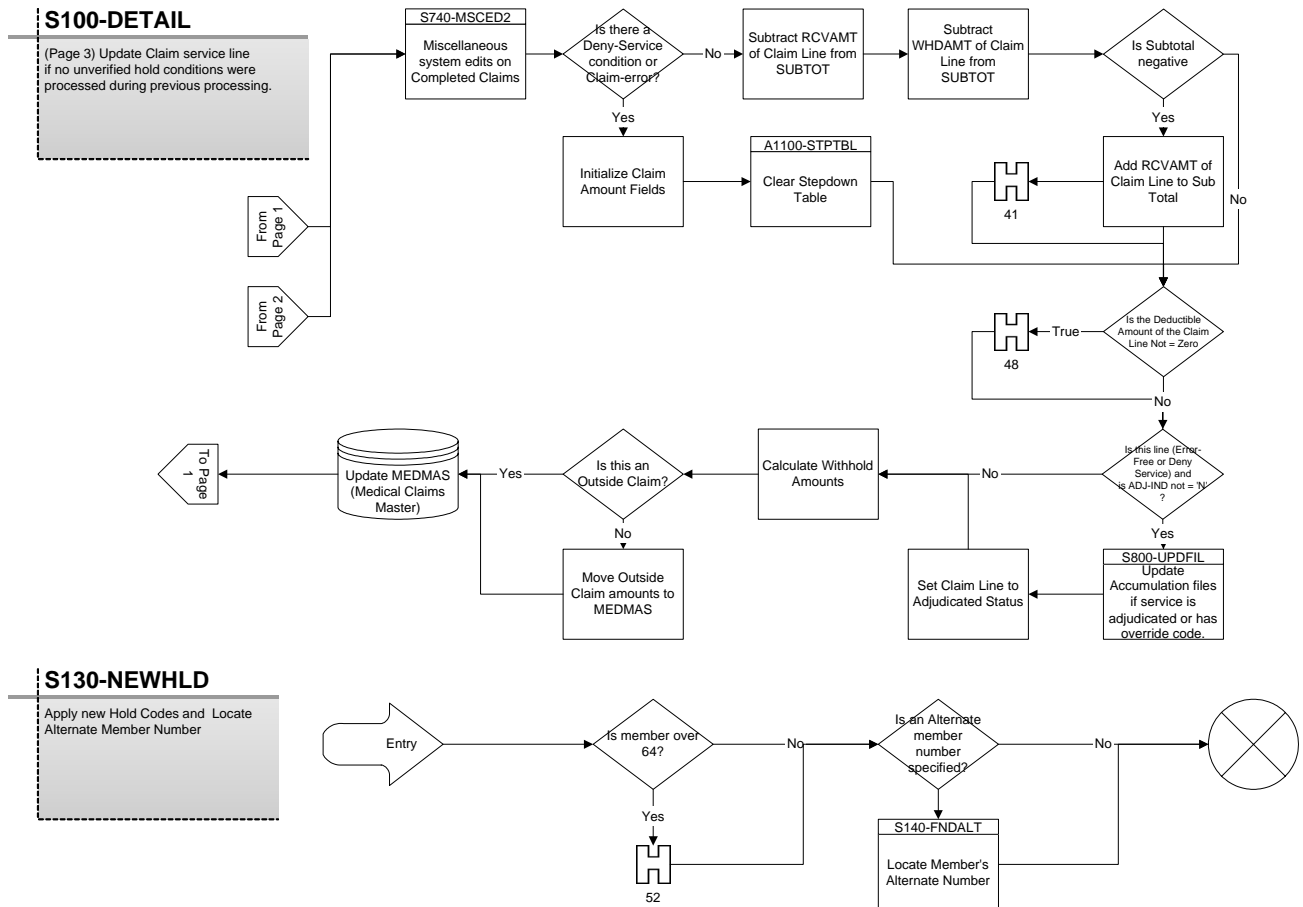 S100-DETAIL
(Page 3) Update Claim service line
if no unverified hold conditions were
processed during previous processing.
From
Page 1
From
Page 2
S740-MSCED2
Miscellaneous
system edits on
Completed Claims
Is there a
Deny-Service
condition or
Claim-error?
No
Yes
Subtract RCVAMT
of Claim Line from
SUBTOT
Subtract
WHDAMT of Claim
Line from
SUBTOT
Is Subtotal
negative
Yes
No
Initialize Claim
Amount Fields
A1100-STPTBL
Clear Stepdown
Table
41
Add RCVAMT of
Claim Line to Sub
Total
Is the Deductible
Amount of the Claim
Line Not = Zero
True
48
No
Is this line (Error-
Free or Deny
Service) and
is ADJ-IND not = 'N'
?
No
Yes
S800-UPDFIL
Update
Accumulation files
if service is
adjudicated or has
override code.
Set Claim Line to
Adjudicated Status
Calculate Withhold
Amounts
Is this an
Outside Claim?
Yes
No
Move Outside
Claim amounts to
MEDMAS
Update MEDMAS
(Medical Claims
Master)
To Page
1
S130-NEWHLD
Apply new Hold Codes and  Locate
Alternate Member Number
Entry
Is member over
64?
No
Yes
52
Is an Alternate
member
number
specified?
No
S140-FNDALT
Locate Member's
Alternate Number